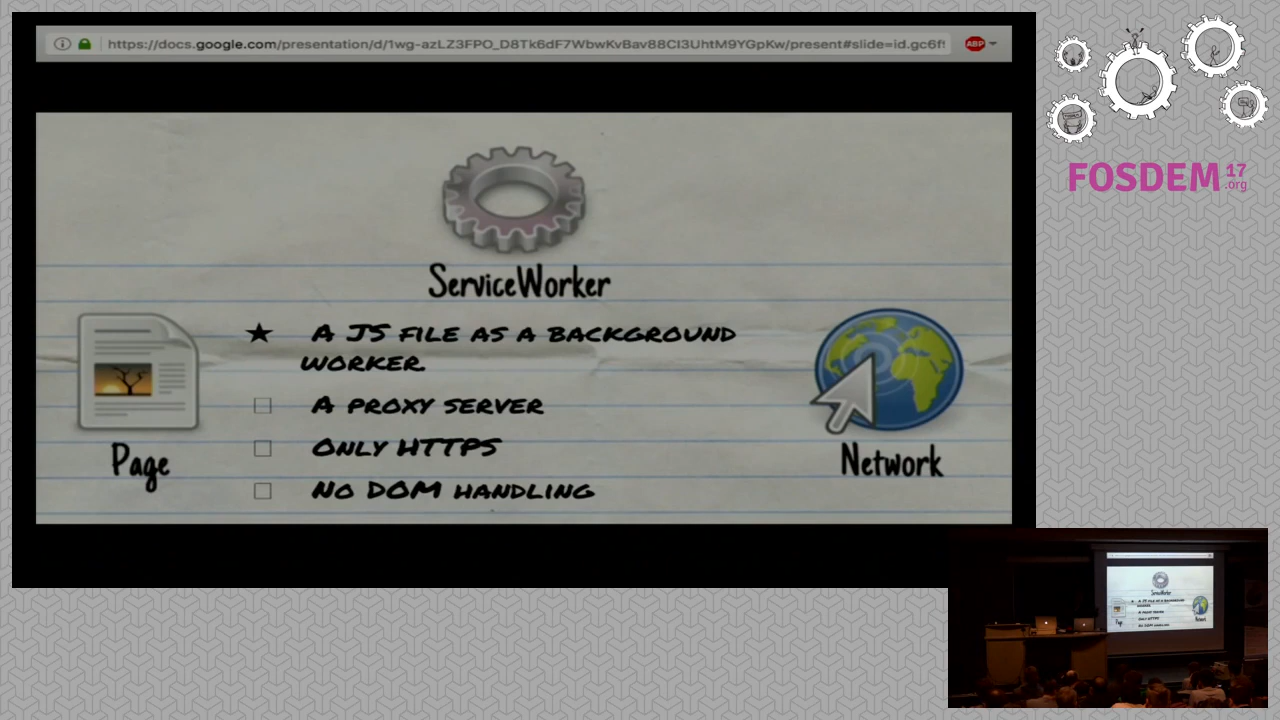 https://docs.google.com/presentation/d/1wg-azLZ3FPO_D8Tk6dF7WbwKvBav88CI3UhtM9YGpKw/present#slide=id.gc6f
ABP
FOSDEM 17
.org
ServiceWorker
★ A JS FILE AS A BACKGROUND
WORKER.
A PROXY SERVER
ONLY HTTPS
NO DOM HANDLING
Page
Network